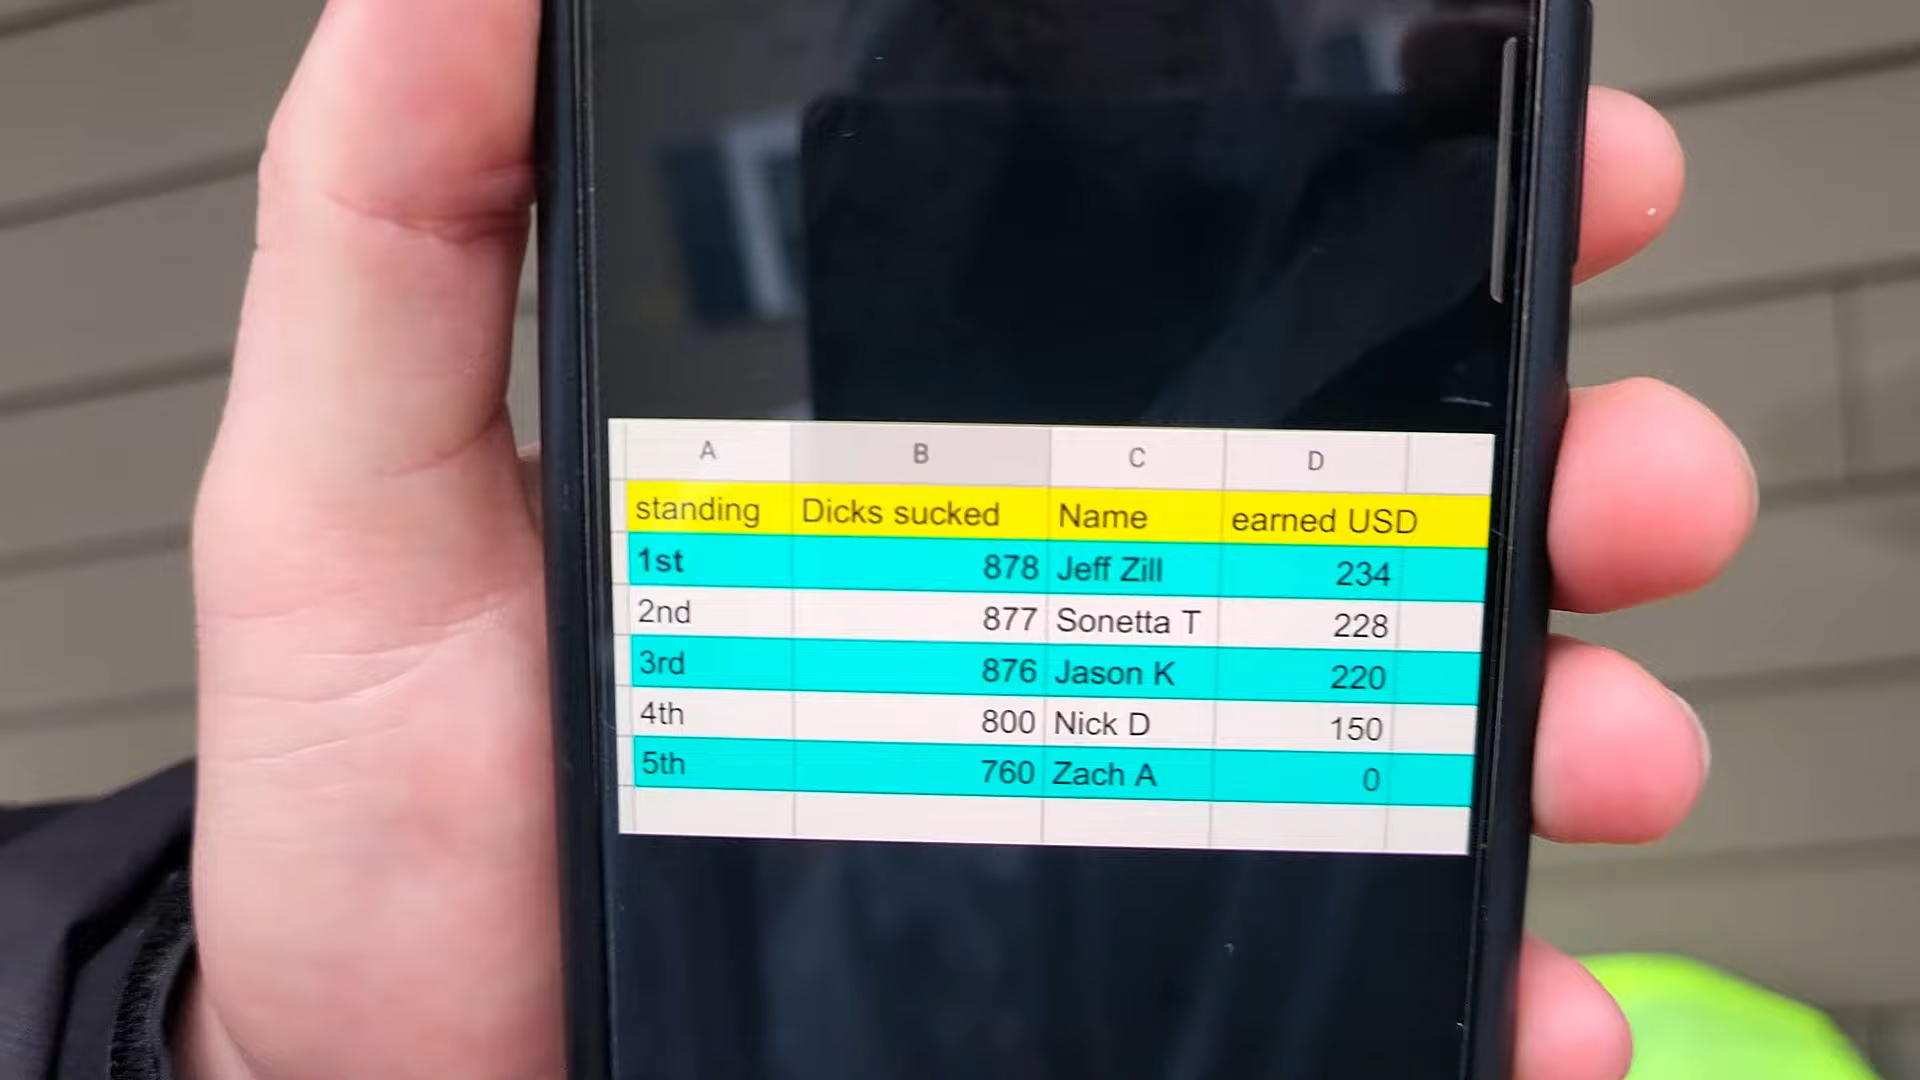 A B C D
standing Dicks sucked Name earned USD
1st 878 Jeff Zill 234
2nd 877 Sonetta T 228
3rd 876 Jason K 220
4th 800 Nick D 150
5th 760 Zach A 0